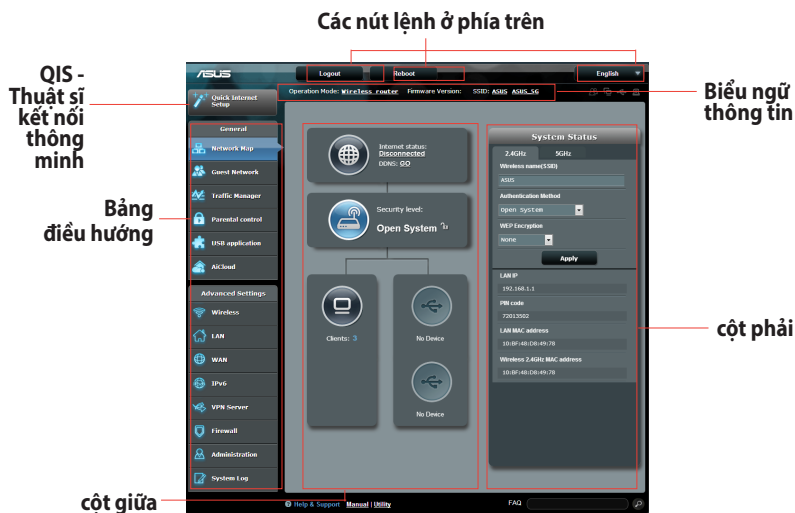 Các nút lệnh ở phía trên
QIS -
Thuật sĩ
kết nối
thông
minh
Bảng
điều hướng
cột giữa
Biểu ngữ
thông tin
cột phải
ASUS
Logout
Reboot
English
Quick Internet
Setup
Operation Mode: Wireless router Firmware Version: SSID: ASUS ASUS_5G
General
Network Map
Guest Network
Traffic Manager
Parental control
USB application
AiCloud
Advanced Settings
Wireless
LAN
WAN
IPv6
VPN Server
Firewall
Administration
System Log
Internet status:
Disconnected
DDNS: GO
Security level:
Open System
Clients: 3
No Device
No Device
System Status
2.4GHz 5GHz
Wireless name(SSID)
ASUS
Authentication Method
Open System
WEP Encryption
None
Apply
LAN IP
192.168.1.1
PIN code
72013502
LAN MAC address
10:BF:48:D8:49:78
Wireless 2.4GHz MAC address
10:BF:48:D8:49:78
Help & Support Manual | Utility FAQ